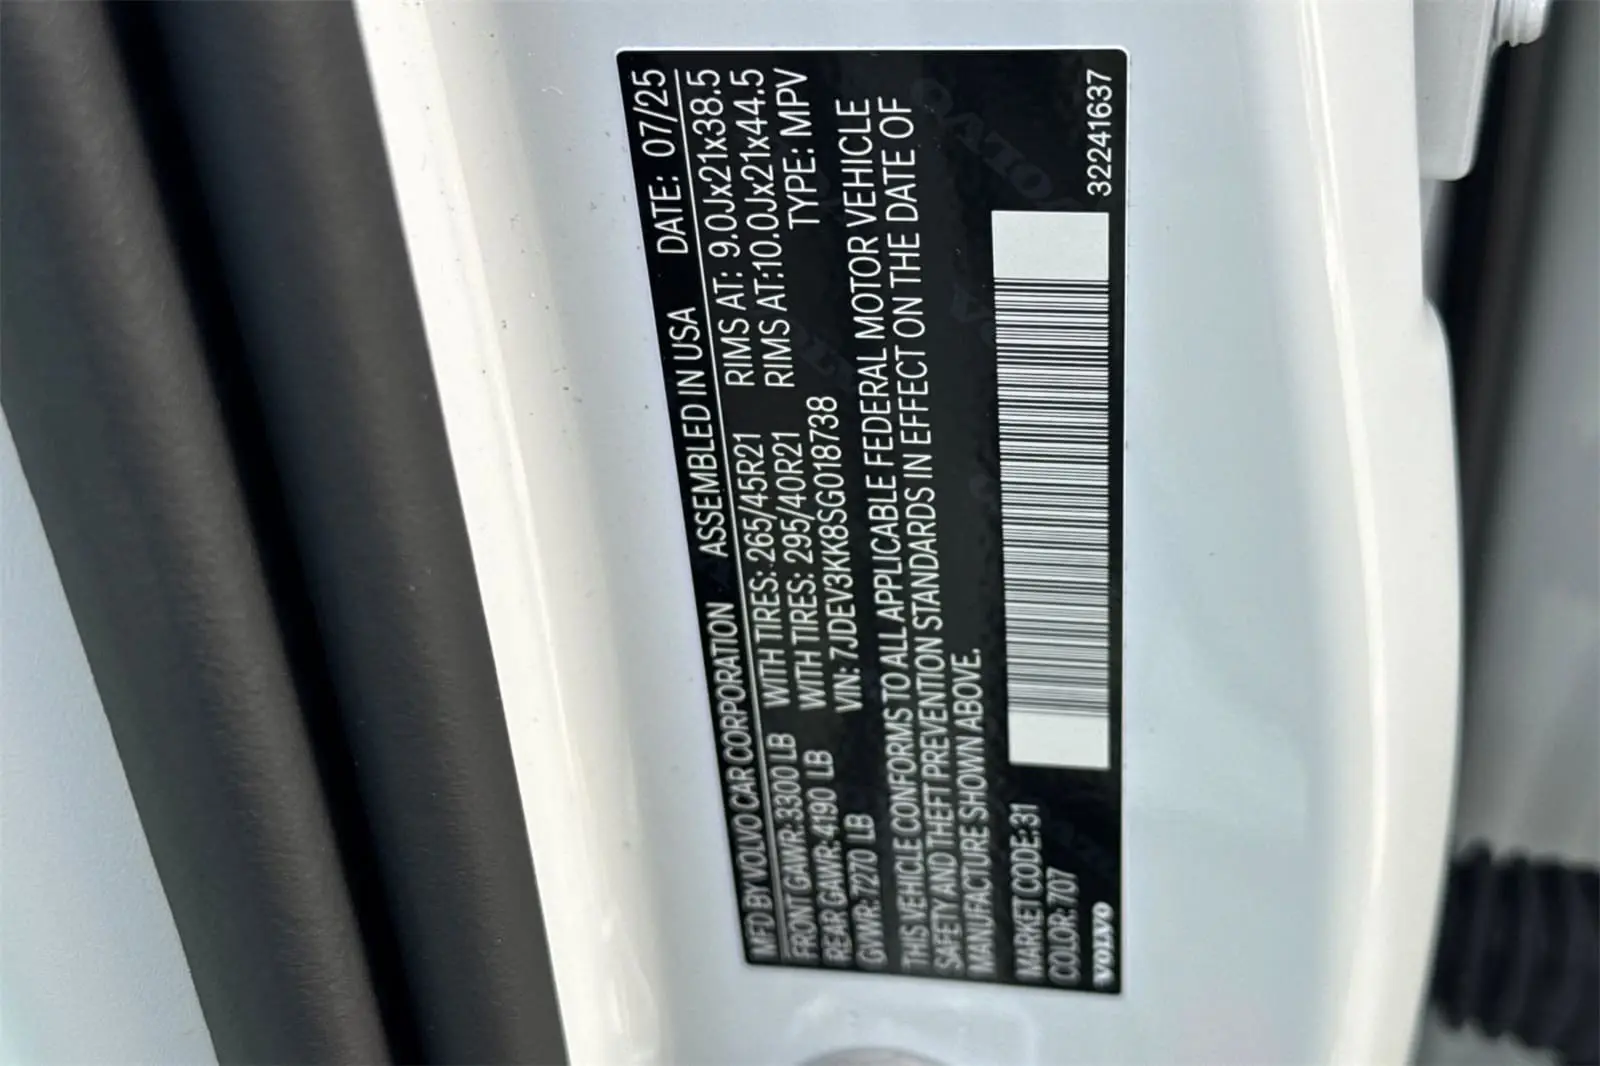 MFD BY VOLVO CAR CORPORATION ASSEMBLED IN USA DATE: 07/25
FRONT GAWR: 3300 LB WITH TIRES: 265/45R21 RIMS AT: 9.0Jx21x38.5
REAR GAWR: 4190 LB WITH TIRES: 295/40R21 RIMS AT:10.0Jx21x44.5
GVWR: 7270 LB VIN: 7JDEV3KK8SG018738 TYPE: MPV
THIS VEHICLE CONFORMS TO ALL APPLICABLE FEDERAL MOTOR VEHICLE
SAFETY AND THEFT PREVENTION STANDARDS IN EFFECT ON THE DATE OF
MANUFACTURE SHOWN ABOVE.
MARKET CODE:31
COLOR: 707
VOLVO 32241637